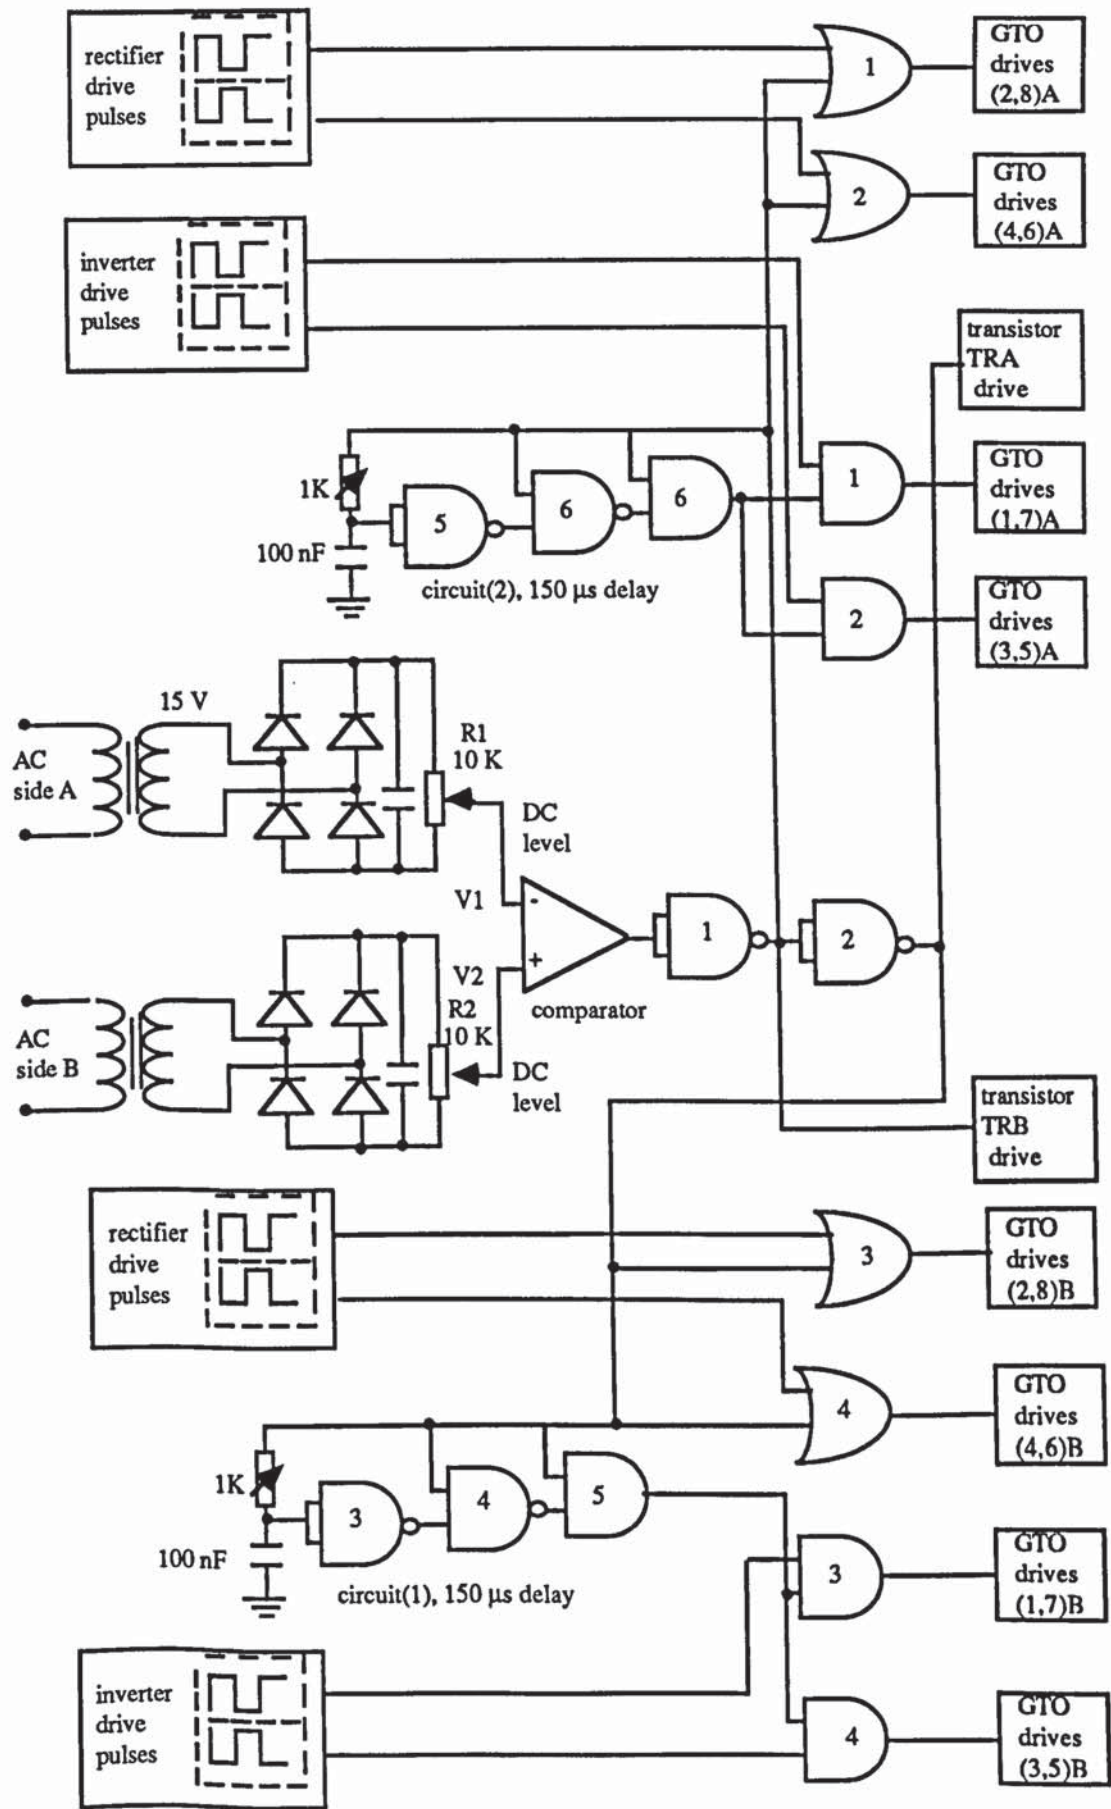 rectifier
drive
pulses
1
GTO
drives
(2,8)A
2
GTO
drives
(4,6)A
inverter
drive
pulses
transistor
TRA
drive
1K
5
6
6
1
GTO
drives
(1,7)A
100 nF
circuit(2), 150 μs delay
2
GTO
drives
(3,5)A
15 V
AC
side A
R1
10 K
DC
level
V1
-
1
2
V2
+
R2
10 K
comparator
AC
side B
DC
level
transistor
TRB
drive
rectifier
drive
pulses
3
GTO
drives
(2,8)B
4
GTO
drives
(4,6)B
1K
3
4
5
100 nF
circuit(1), 150 μs delay
3
GTO
drives
(1,7)B
inverter
drive
pulses
4
GTO
drives
(3,5)B